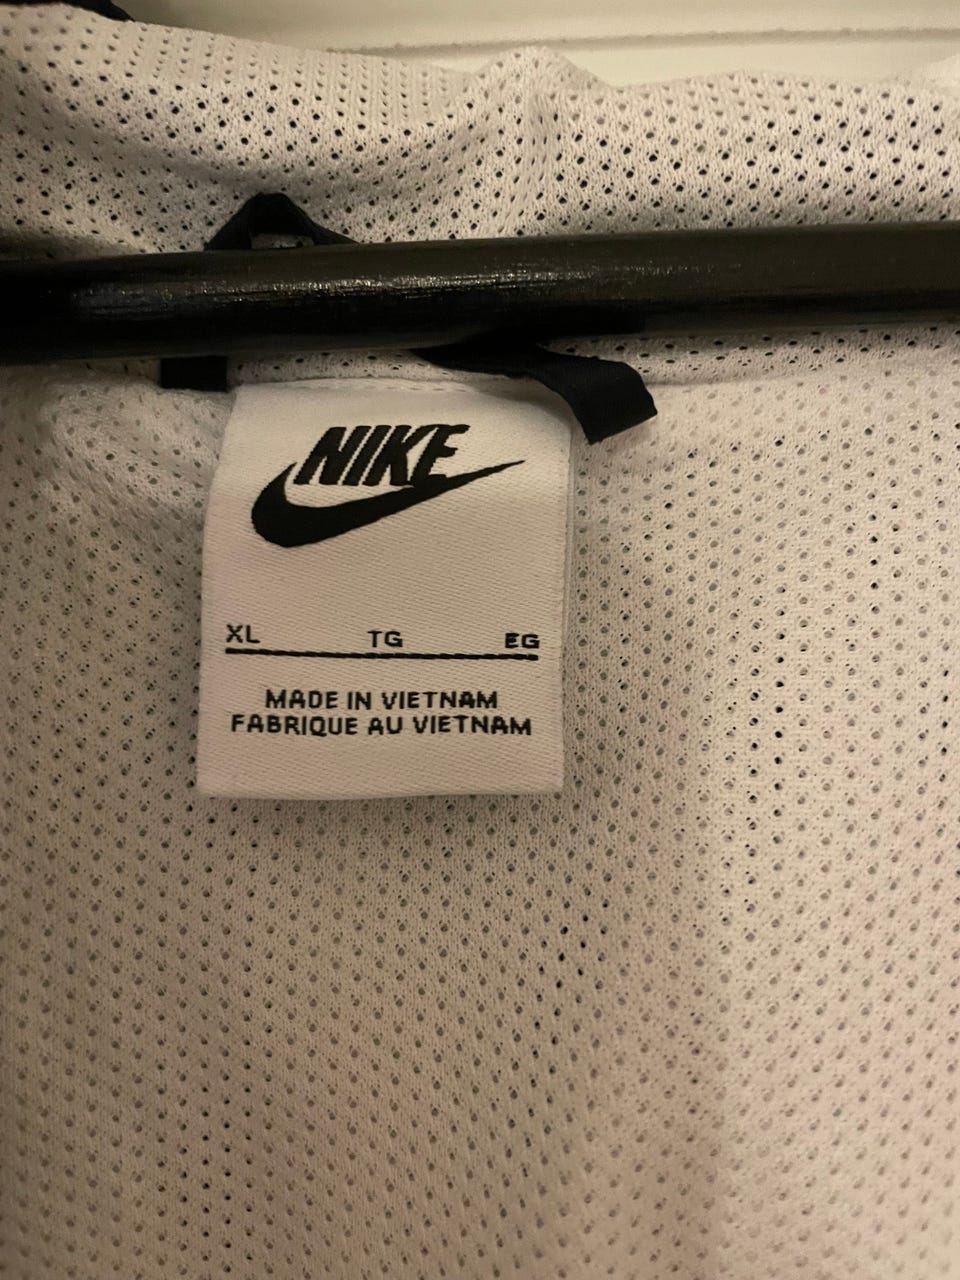 NIKE
XL TG EG
MADE IN VIETNAM
FABRIQUE AU VIETNAM